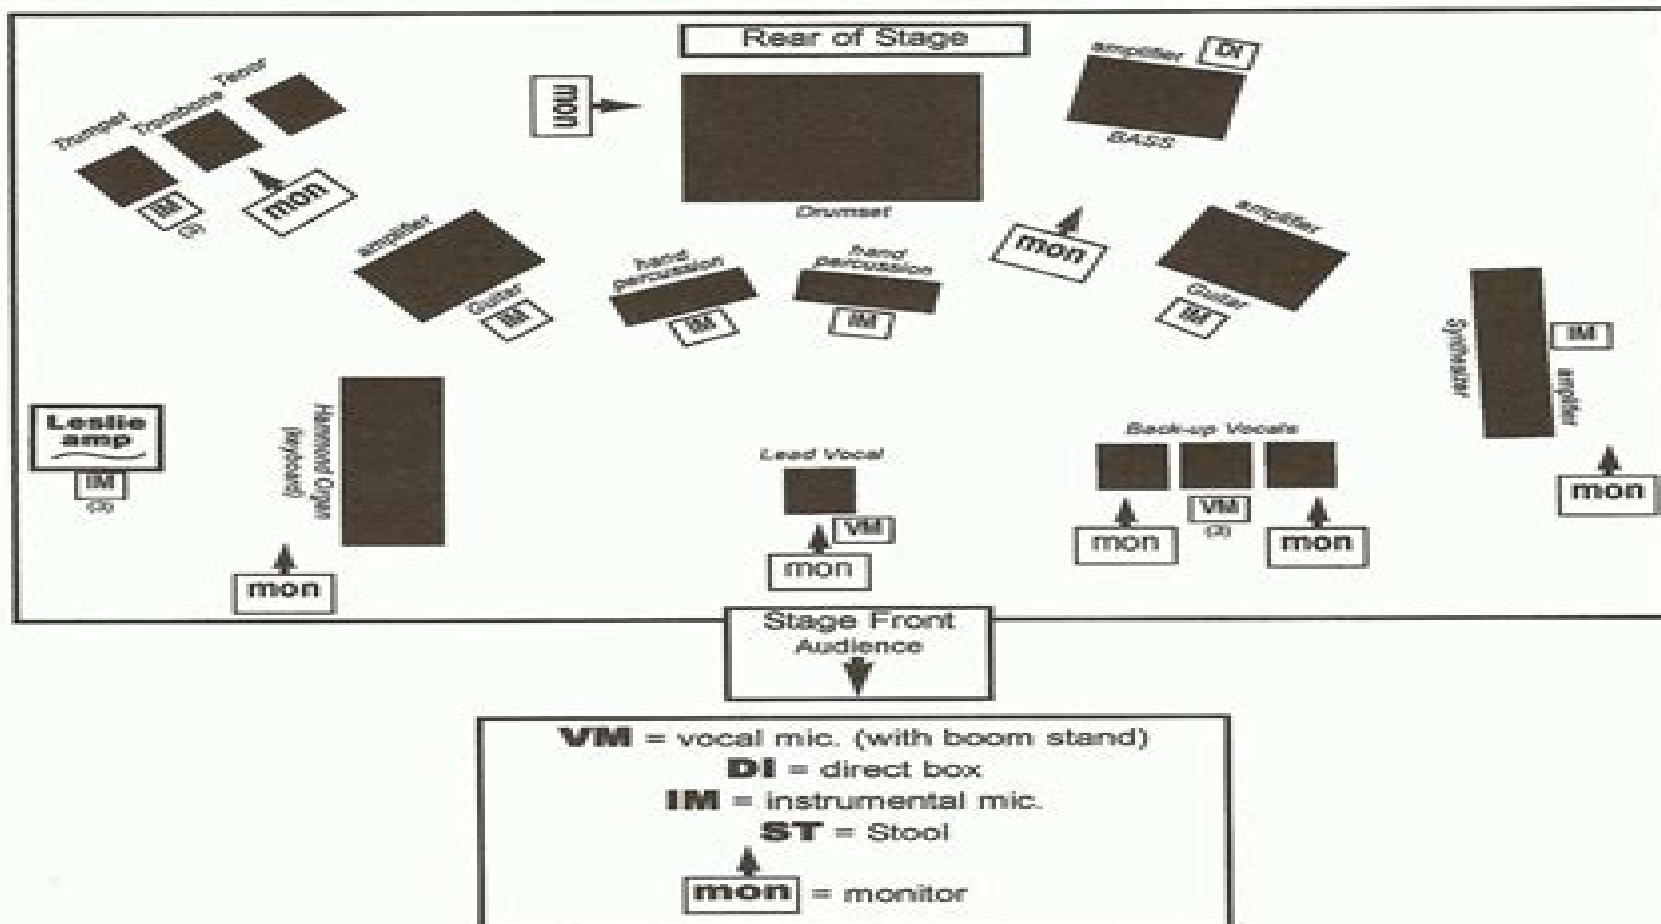 Rear of Stage
amplifier
DI
BASS
mon
Trumpet
Trombone
Tenor
IM
(3)
mon
Drumset
amplifier
Guitar
IM
hand
percussion
IM
hand
percussion
IM
mon
amplifier
Guitar
IM
Synthesizer
IM
amplifier
mon
Leslie
amp
IM
Hammond Organ
(keyboard)
mon
Lead Vocal
VM
mon
Back-up Vocals
mon
VM
mon
Stage Front
Audience
VM = vocal mic. (with boom stand)
DI = direct box
IM = instrumental mic.
ST = Stool
mon = monitor